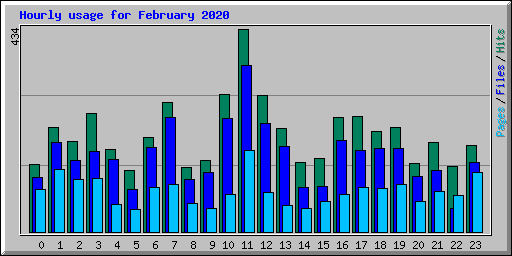 Hourly usage for February 2020
434
Pages/Files/Hits
0 1 2 3 4 5 6 7 8 9 10 11 12 13 14 15 16 17 18 19 20 21 22 23